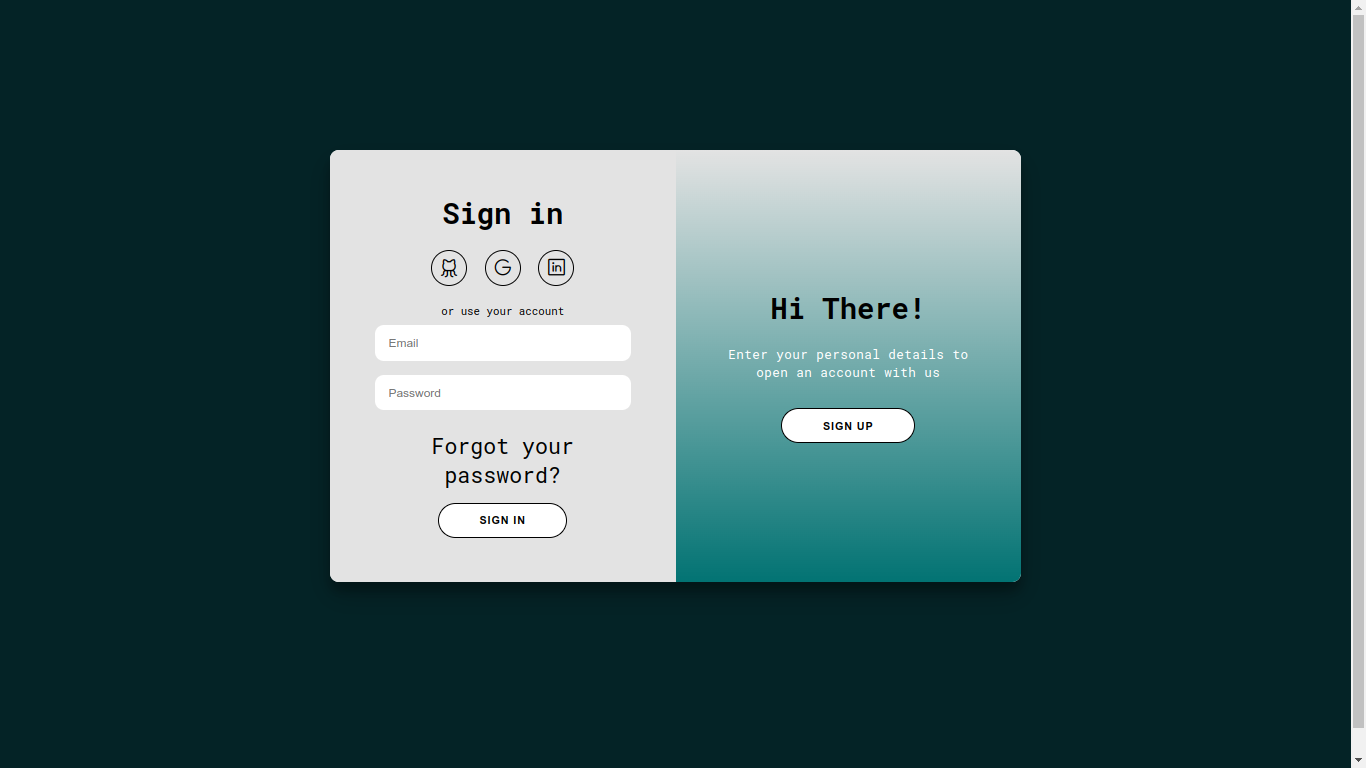 Sign in
in
or use your account
Email
Password
Forgot your
password?
SIGN IN
Hi There!
Enter your personal details to
open an account with us
SIGN UP